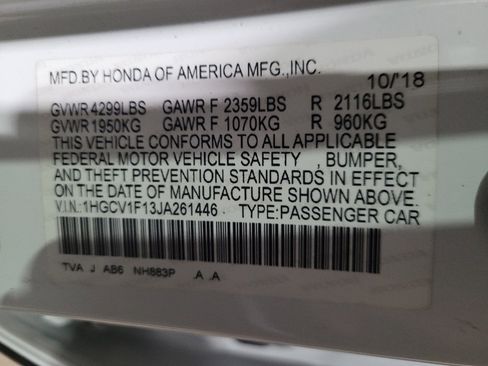 MFD BY HONDA OF AMERICA MFG.,INC.
10/'18
GVWR 4299LBS GAWR F 2359LBS R 2116LBS
GVWR 1950KG GAWR F 1070KG R 960KG
THIS VEHICLE CONFORMS TO ALL APPLICABLE
FEDERAL MOTOR VEHICLE SAFETY , BUMPER,
AND THEFT PREVENTION STANDARDS IN EFFECT
ON THE DATE OF MANUFACTURE SHOWN ABOVE.
V.I.N.:1HGCV1F13JA261446 TYPE:PASSENGER CAR
TVA J AB6 NH883P .A .A